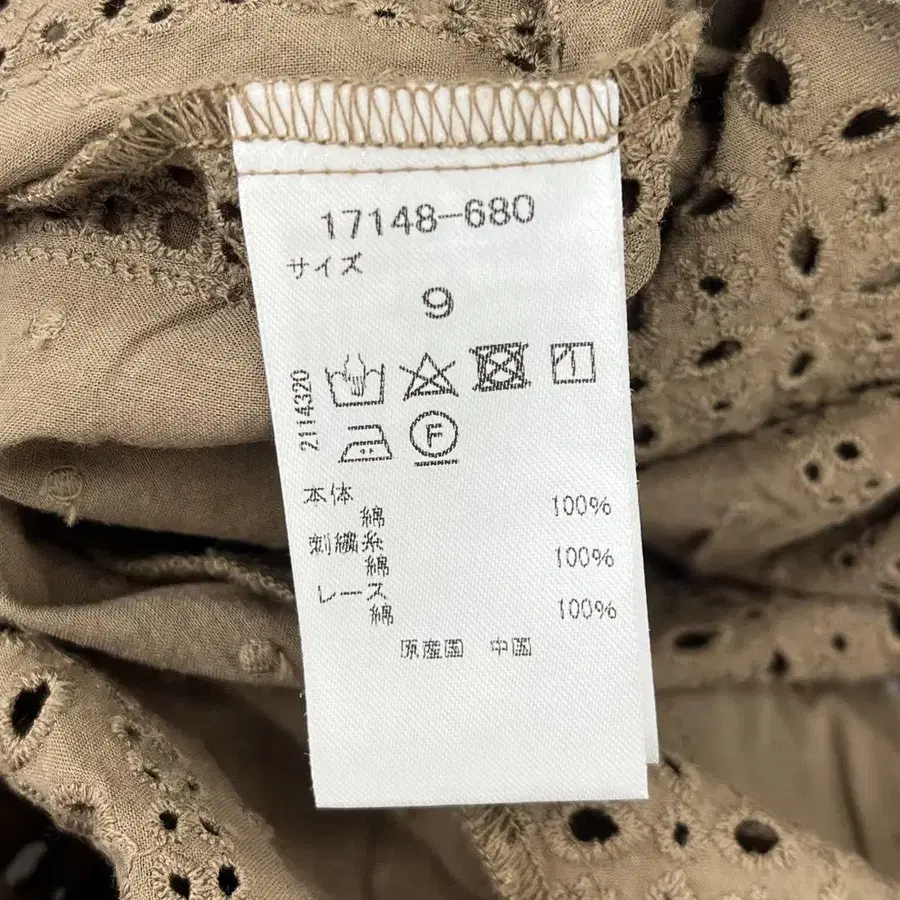 17148-680
サイズ
9
2114320
F
本体
綿 100%
刺繍糸
綿 100%
レース
綿 100%
原産国 中国